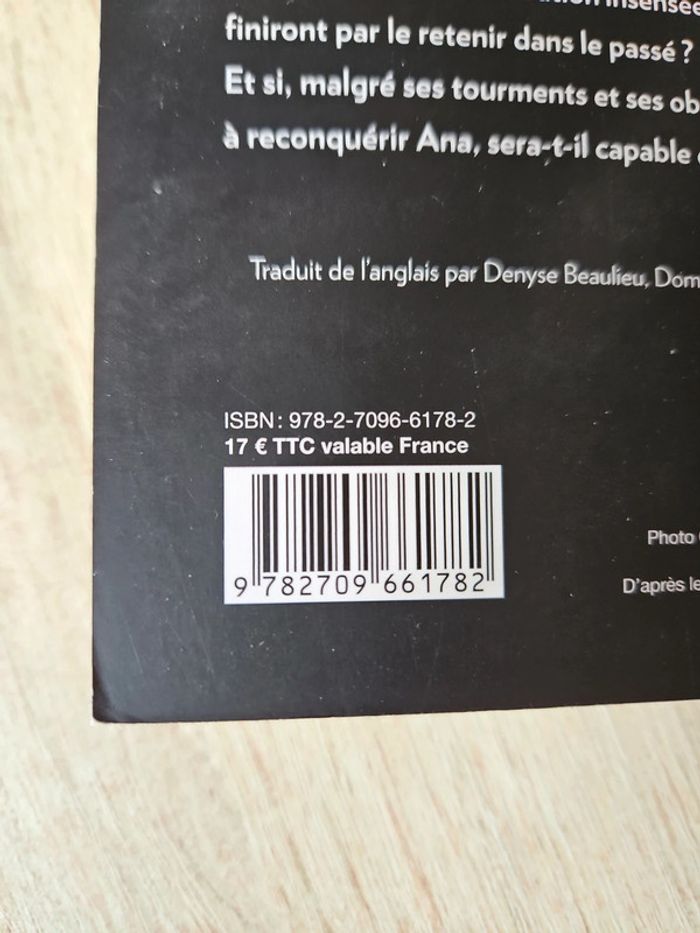 insensée
finiront par le retenir dans le passé ?
Et si, malgré ses tourments et ses ob
à reconquérir Ana, sera-t-il capable
Traduit de l'anglais par Denyse Beaulieu, Dom
ISBN : 978-2-7096-6178-2
17 € TTC valable France
9 782709 661782
Photo
D'après le